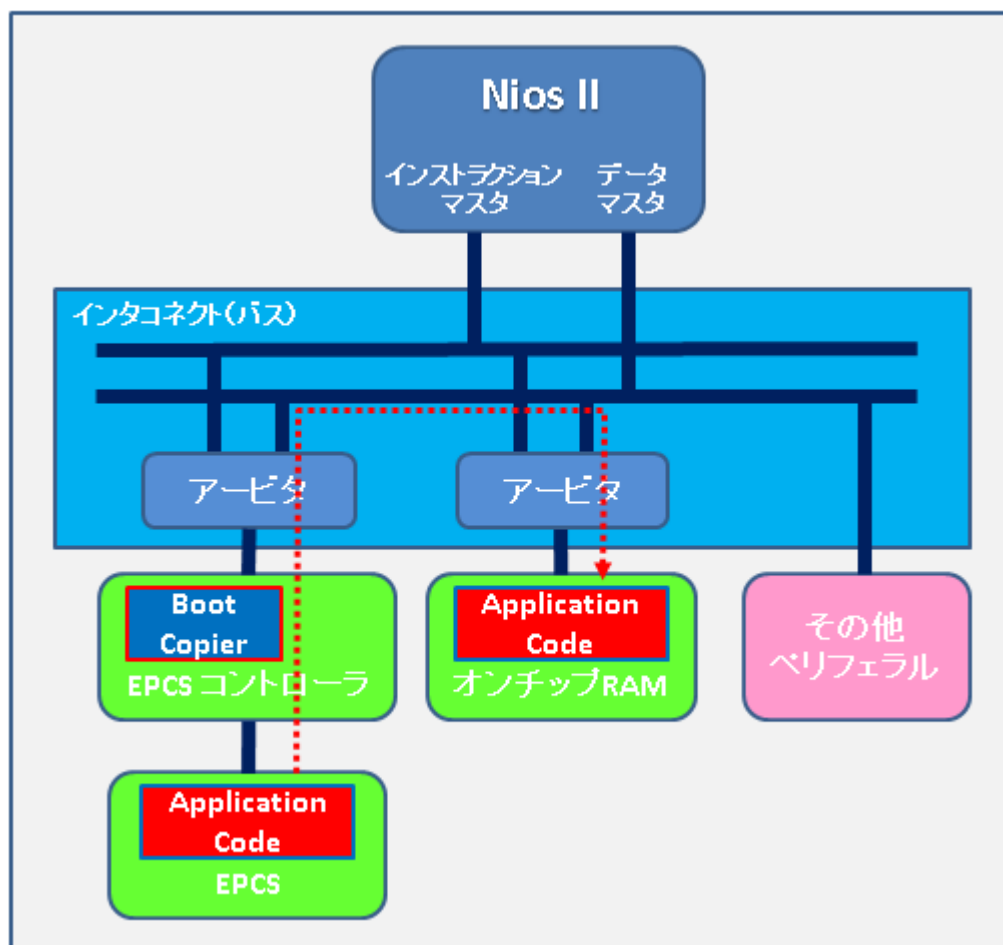 Nios II
インストラクション
マスタ
データ
マスタ
インタコネクト(バス)
アービタ
アービタ
Boot
Copier
EPCS コントローラ
Application
Code
オンチップRAM
その他
ペリフェラル
Application
Code
EPCS